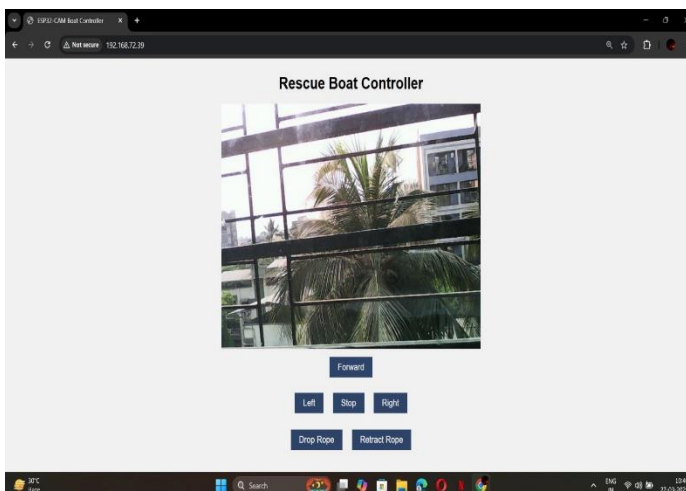 ESP32-CAM Boat Controller
Not secure 192.168.72.39
Rescue Boat Controller
Forward
Left Stop Right
Drop Rope Retract Rope
30°C
Search
ENG
IN